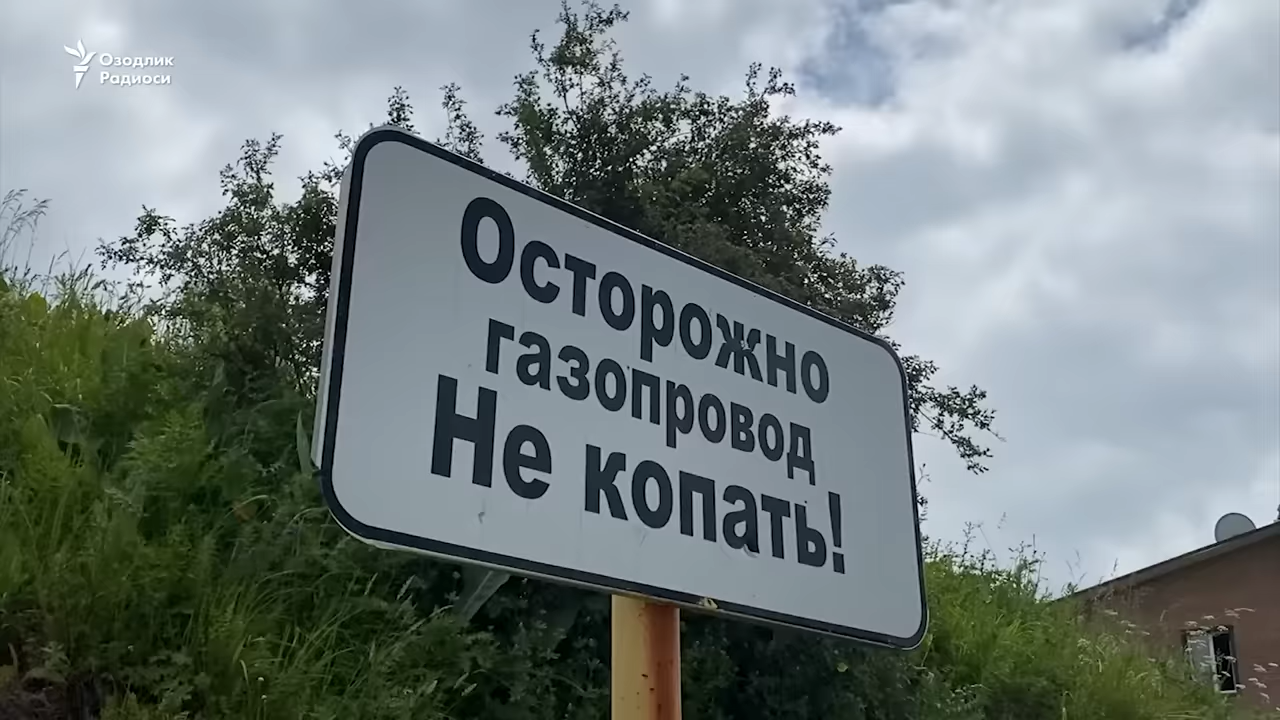 Озодлик
Радиоси
Осторожно
газопровод
Не копать!